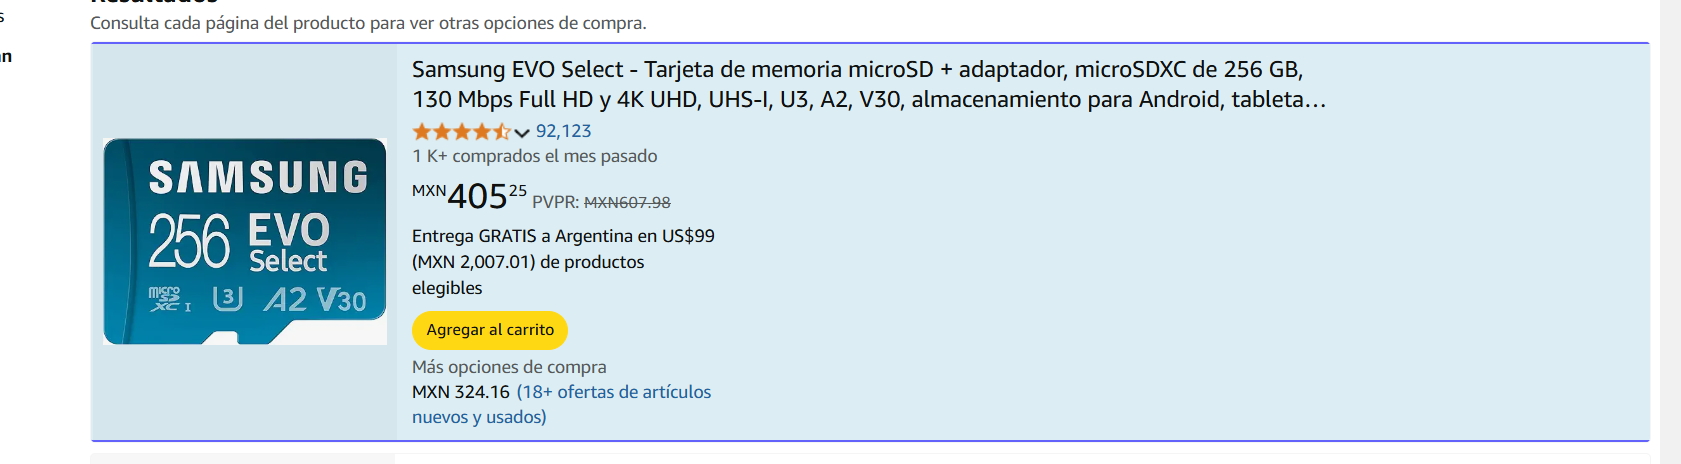 Resultados
Consulta cada página del producto para ver otras opciones de compra.
Samsung EVO Select - Tarjeta de memoria microSD + adaptador, microSDXC de 256 GB,
130 Mbps Full HD y 4K UHD, UHS-I, U3, A2, V30, almacenamiento para Android, tableta…
92,123
1 K+ comprados el mes pasado
MXN405 25 PVPR: MXN607.98
Entrega GRATIS a Argentina en US$99
(MXN 2,007.01) de productos
elegibles
Agregar al carrito
Más opciones de compra
MXN 324.16 (18+ ofertas de artículos
nuevos y usados)
SAMSUNG
256 EVO
Select
micro SD XC I U3 A2 V30